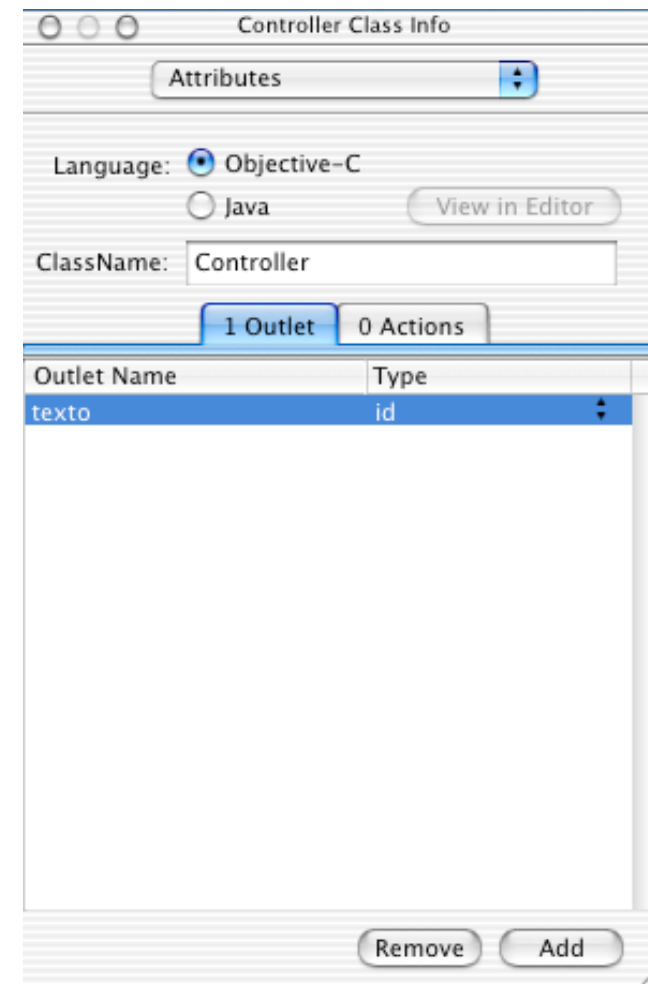 Controller Class Info
Attributes
Language: Objective-C
Java View in Editor
ClassName: Controller
1 Outlet 0 Actions
Outlet Name Type
texto id
Remove Add